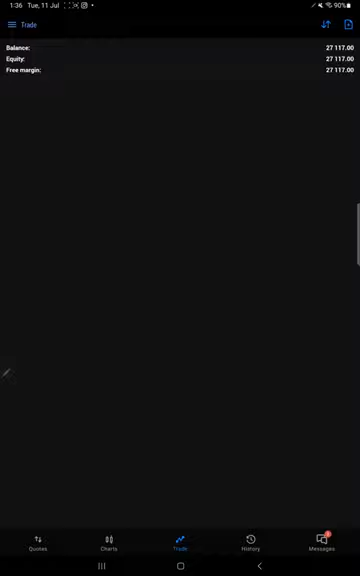 1:36 Tue, 11 Jul 90%
Trade
Balance: 27 117.00
Equity: 27 117.00
Free margin: 27 117.00
Quotes Charts Trade History Messages